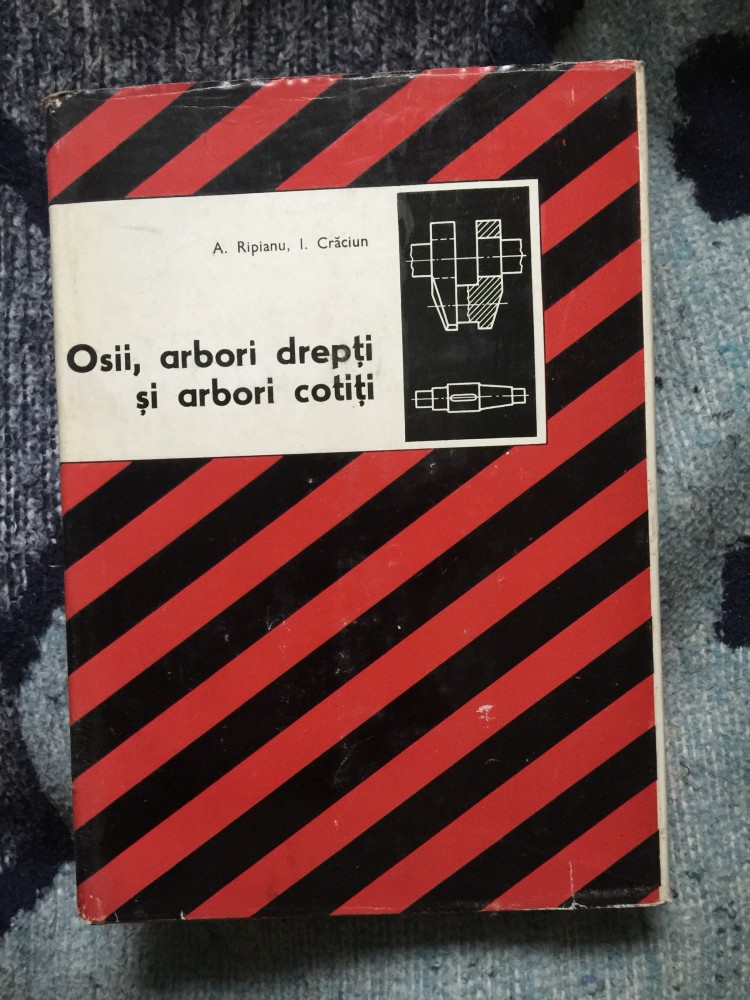 A. Ripianu, I. Crăciun
Osii, arbori drepți
și arbori cotiți